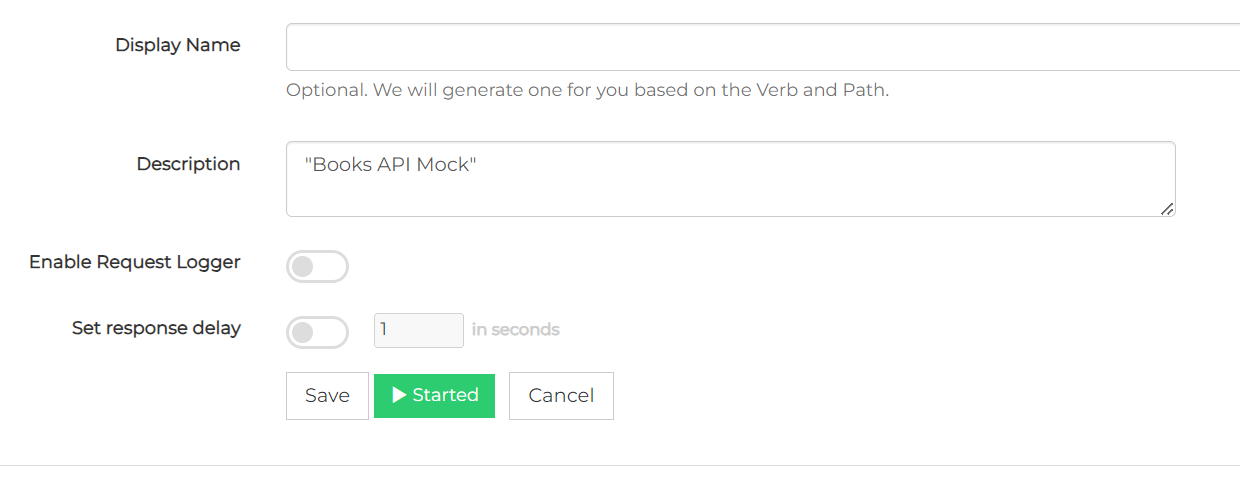 Display Name
Optional. We will generate one for you based on the Verb and Path.
Description
"Books API Mock"
Enable Request Logger
Set response delay
1
in seconds
Save
Started
Cancel